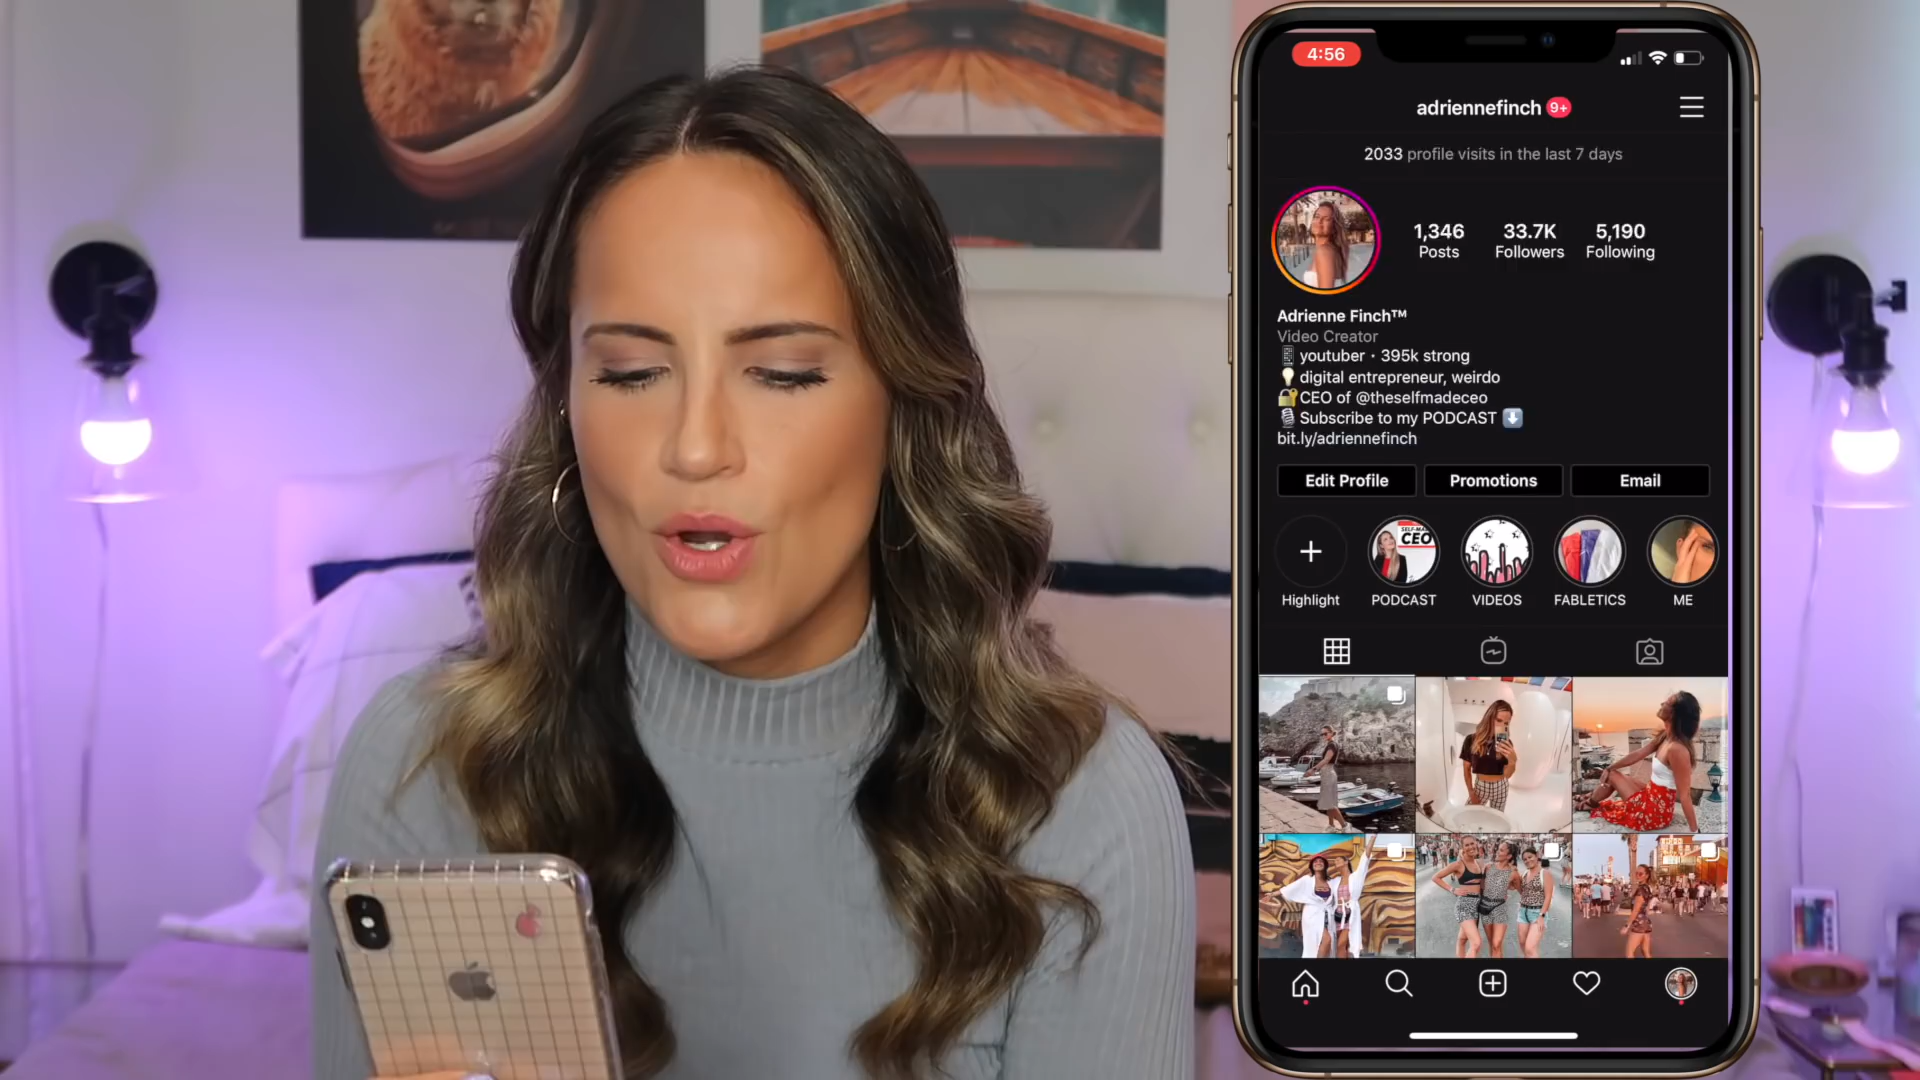 4:56
adriennefinch 9+
2033 profile visits in the last 7 days
1,346 33.7K 5,190
Posts Followers Following
Adrienne Finch™
Video Creator
youtuber • 395k strong
💡 digital entrepreneur, weirdo
🔐 CEO of @theselfmadeceo
Subscribe to my PODCAST ⬇️
bit.ly/adriennefinch
Edit Profile Promotions Email
SELF-MA
CEO
Highlight PODCAST VIDEOS FABLETICS ME